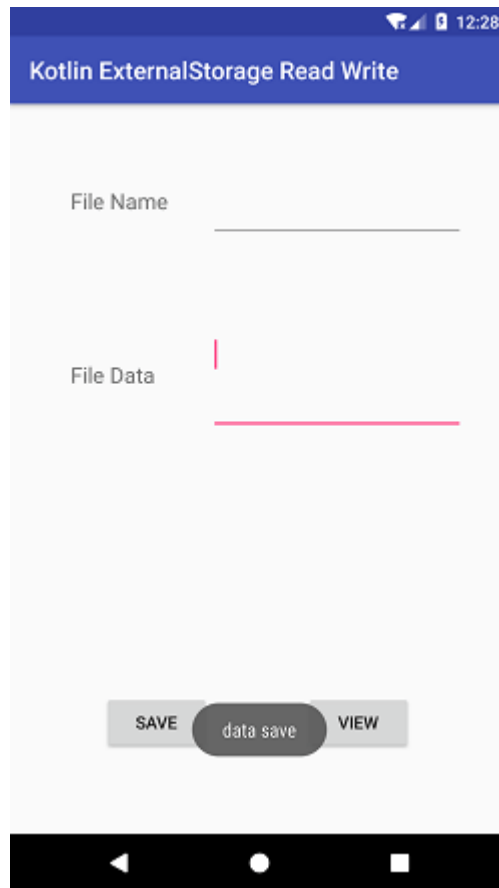 12:28
Kotlin ExternalStorage Read Write
File Name
File Data
SAVE data save VIEW